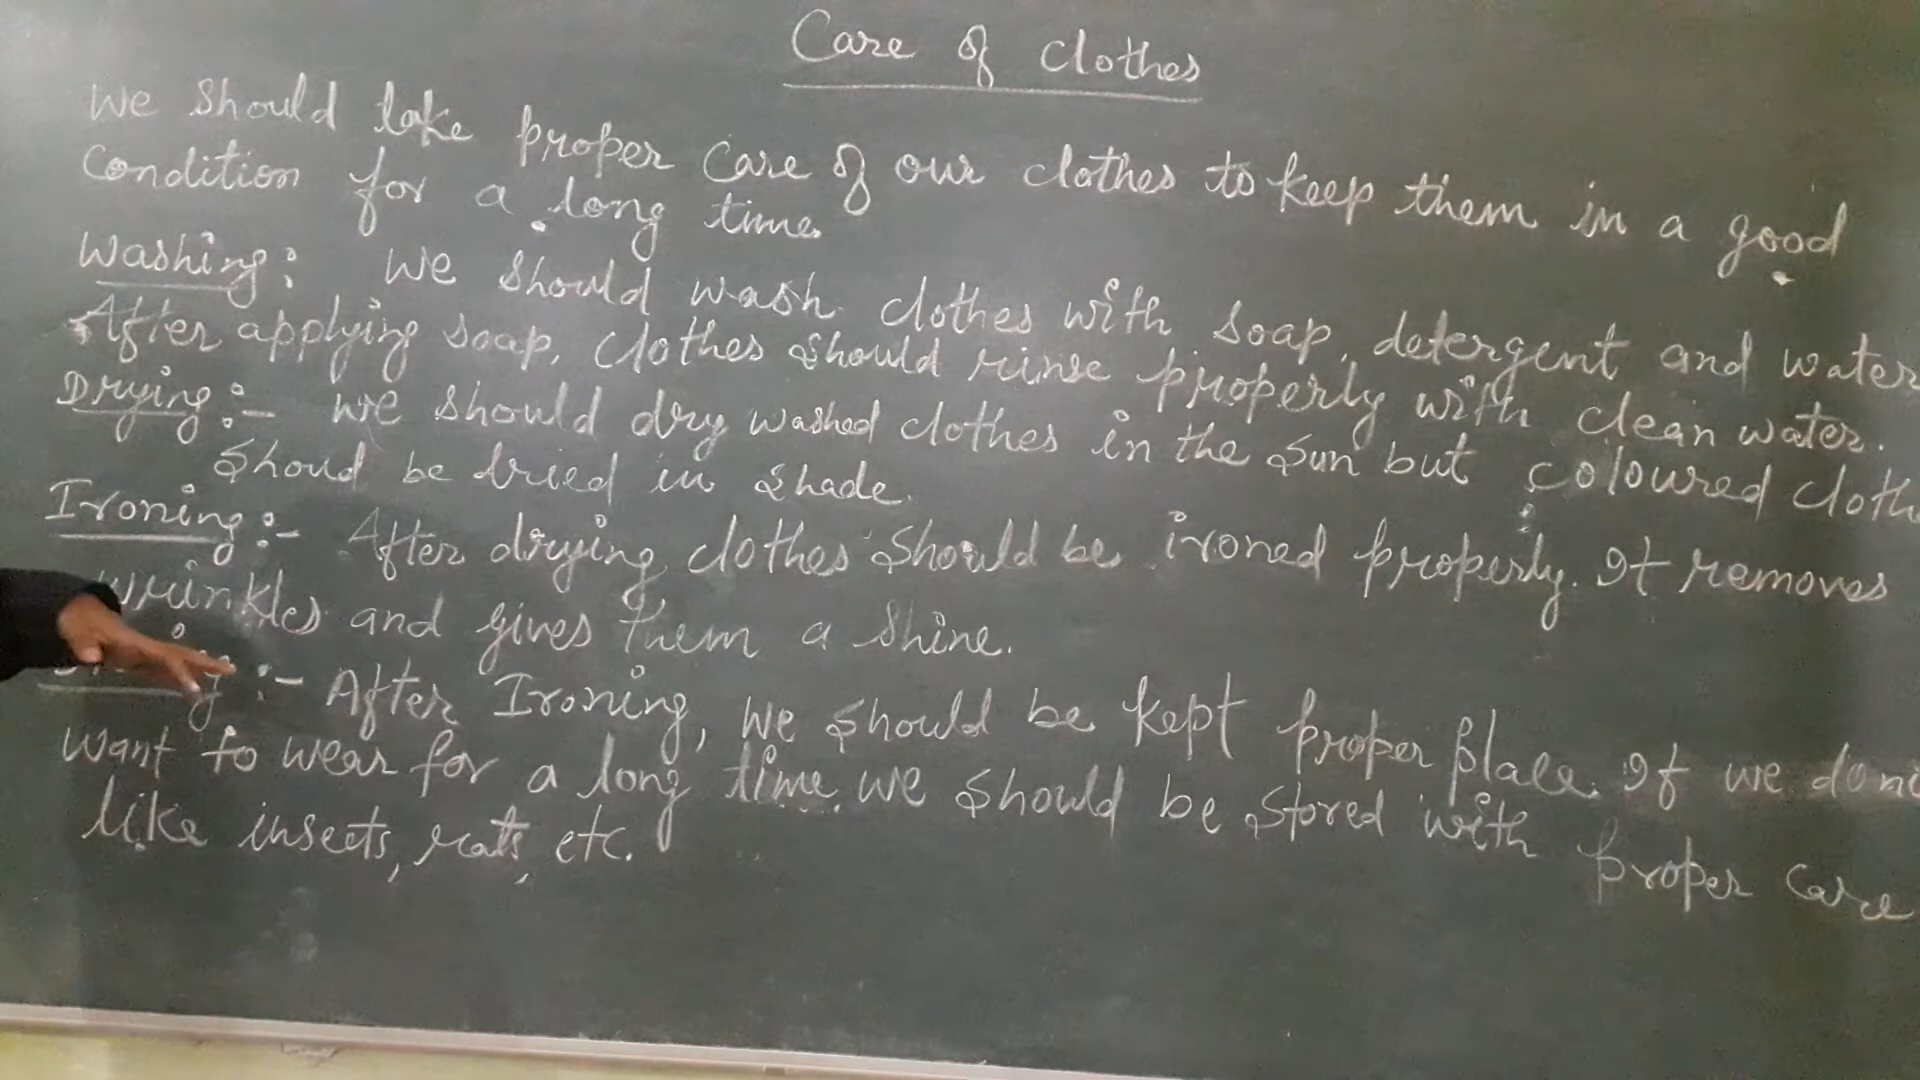 Care of clothes
We should take proper care of our clothes to keep them in a good
condition for a long time.
Washing: We should wash clothes with soap, detergent and water
After applying soap, clothes should rinse properly with clean water.
Drying:- We should dry washed clothes in the sun but coloured cloth
should be dried in shade.
Ironing:- After drying clothes should be ironed properly. It removes
wrinkles and gives them a shine.
:- After Ironing, we should be kept proper place. If we don
want to wear for a long time. we should be stored with proper care
like insects, rats, etc.